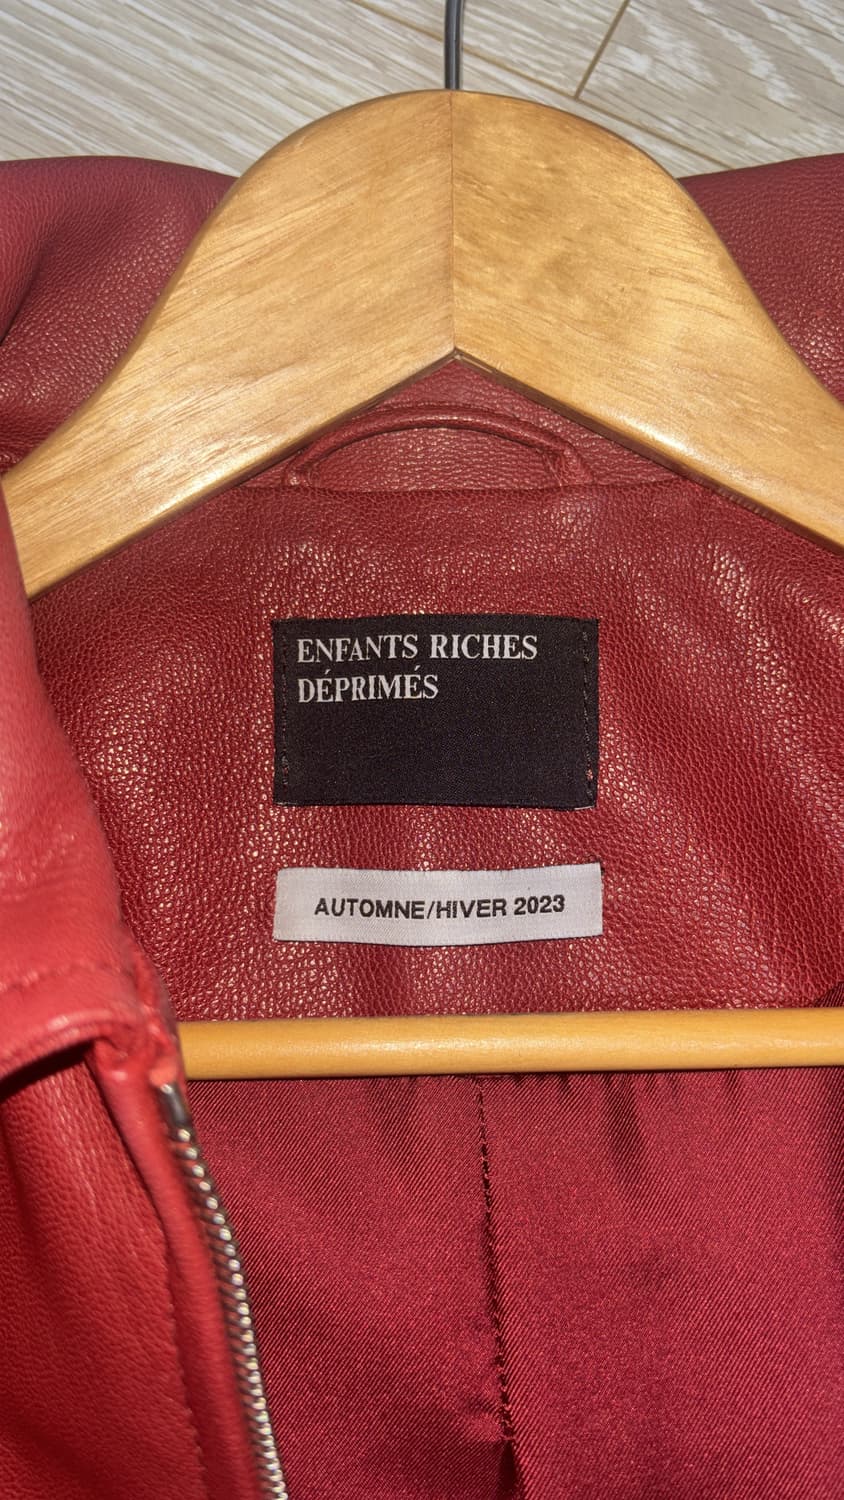 ENFANTS RICHES
DÉPRIMÉS
AUTOMNE/HIVER 2023